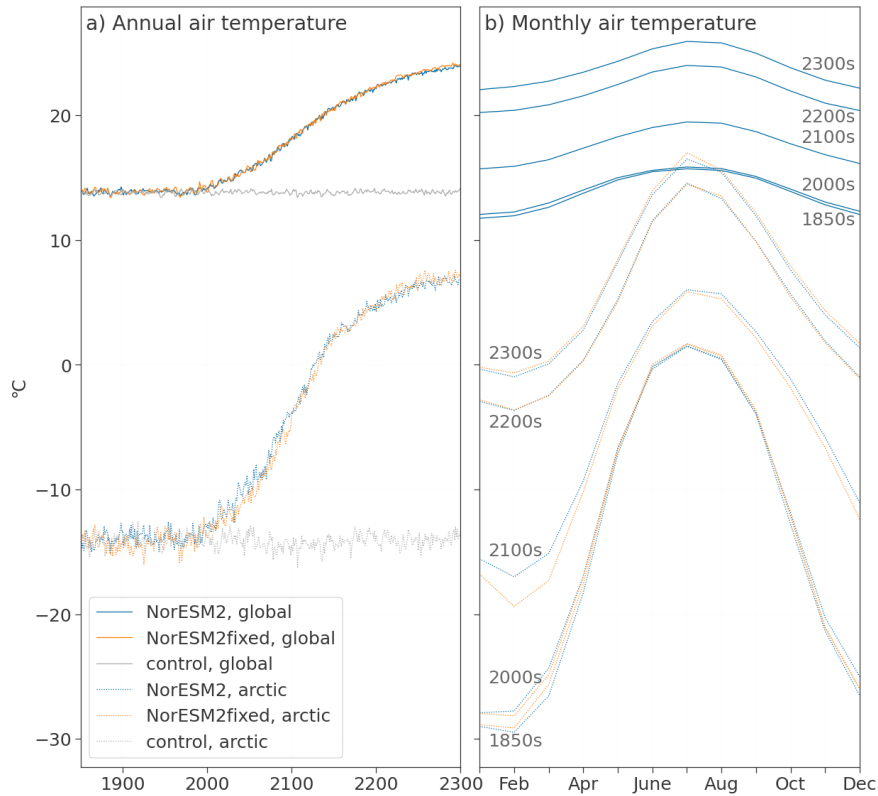 a) Annual air temperature
b) Monthly air temperature
°C
20
10
0
−10
−20
−30
1900
2000
2100
2200
2300
NorESM2, global
NorESM2fixed, global
control, global
NorESM2, arctic
NorESM2fixed, arctic
control, arctic
2300s
2200s
2100s
2000s
1850s
2300s
2200s
2100s
2000s
1850s
Feb
Apr
June
Aug
Oct
Dec